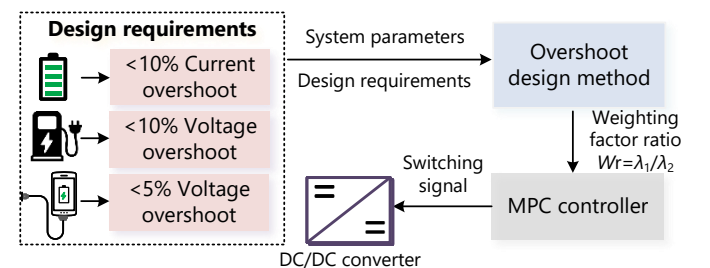 Design requirements
<10% Current
overshoot
<10% Voltage
overshoot
<5% Voltage
overshoot
System parameters
Design requirements
Overshoot
design method
Weighting
factor ratio
Wr=λ₁/λ₂
MPC controller
Switching
signal
DC/DC converter